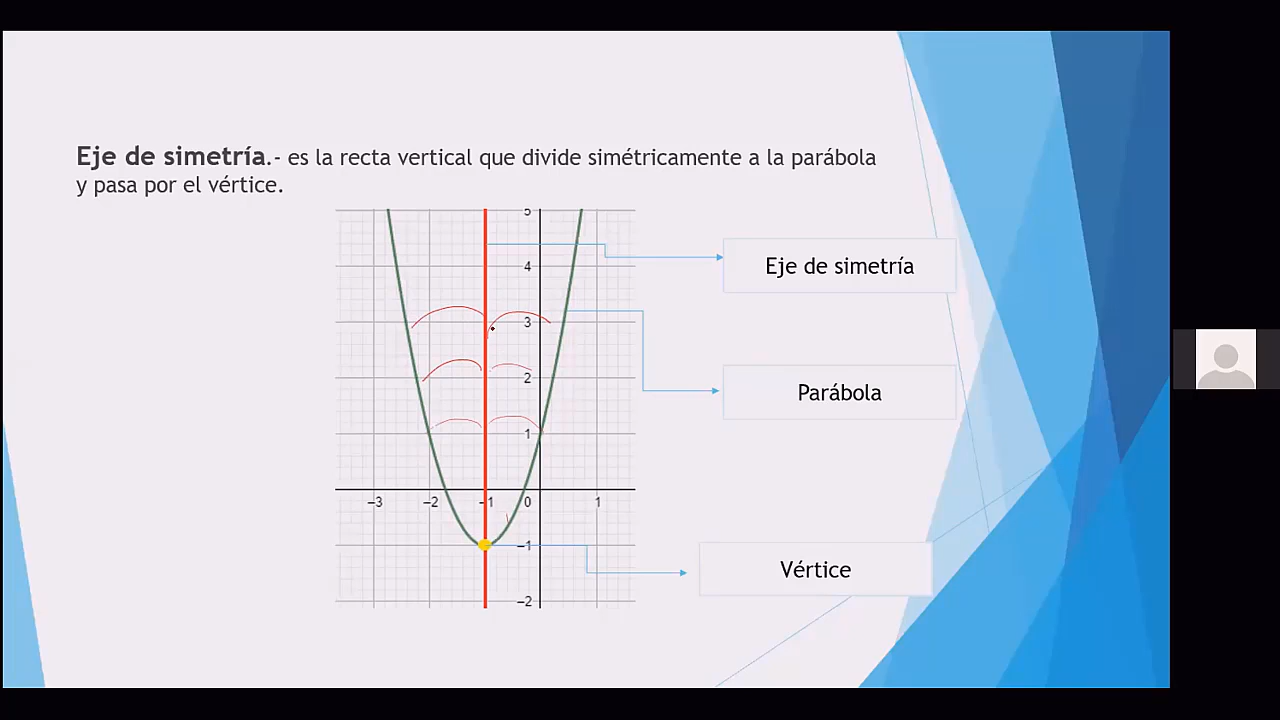 Eje de simetría.- es la recta vertical que divide simétricamente a la parábola
y pasa por el vértice.
5
4
3
2
1
–3 –2 –1 0 1
–1
–2
Eje de simetría
Parábola
Vértice